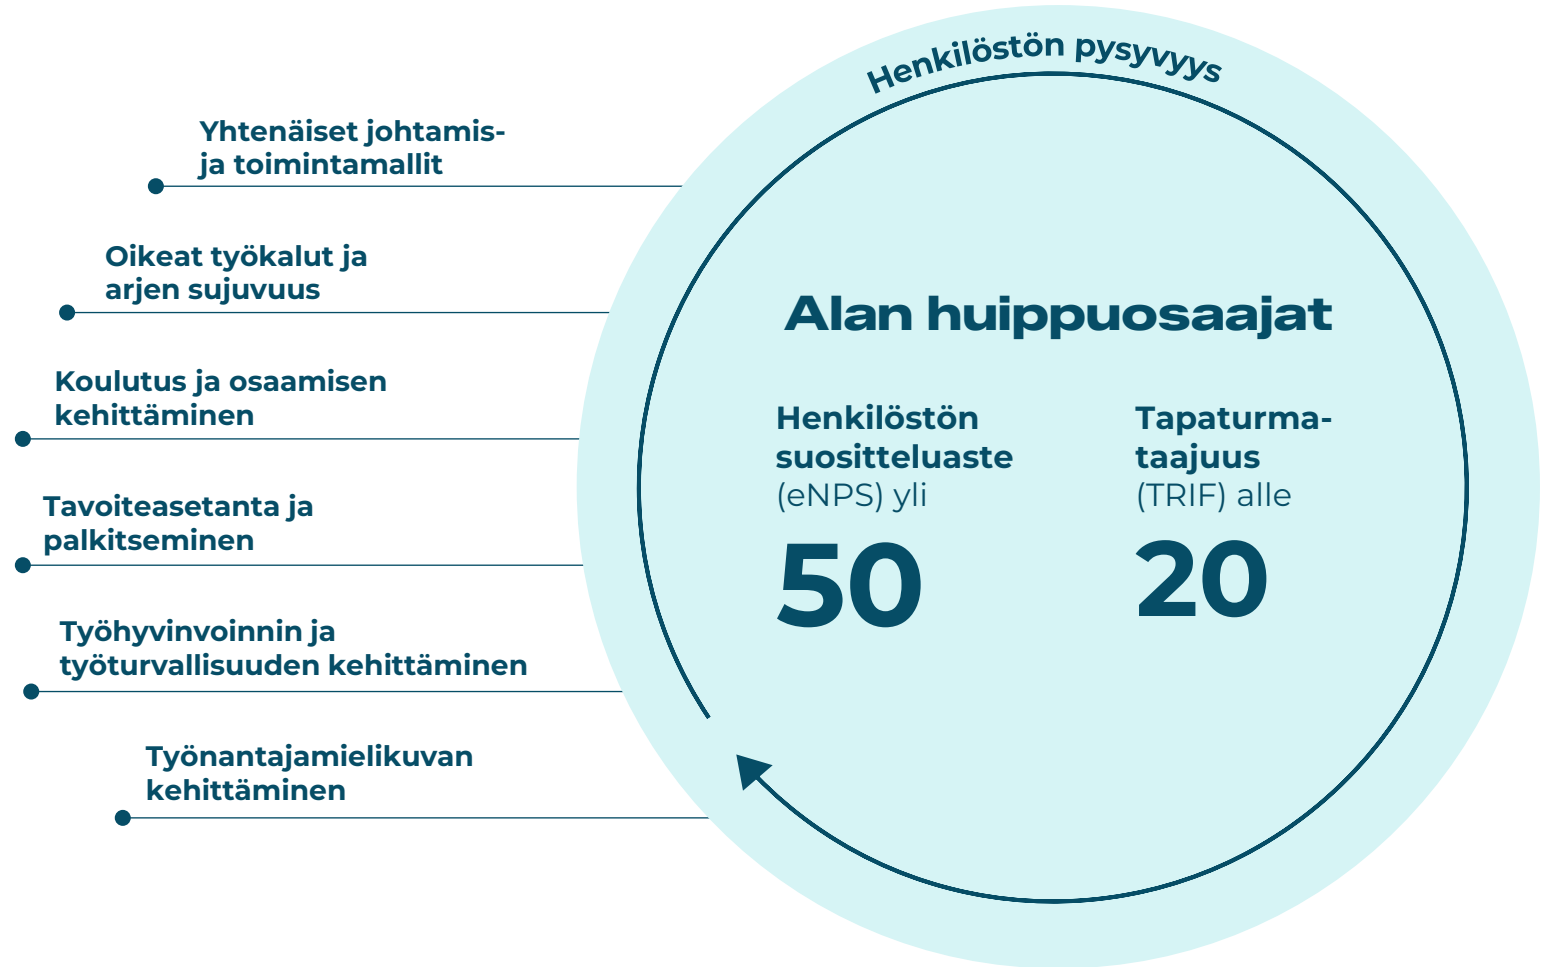 Henkilöstön pysyvyys
Yhtenäiset johtamis-
ja toimintamallit
Oikeat työkalut ja
arjen sujuvuus
Koulutus ja osaamisen
kehittäminen
Tavoiteasetanta ja
palkitseminen
Työhyvinvoinnin ja
työturvallisuuden kehittäminen
Työnantajamielikuvan
kehittäminen
Alan huippuosaajat
Henkilöstön
suositteluaste
(eNPS) yli
50
Tapaturma-
taajuus
(TRIF) alle
20